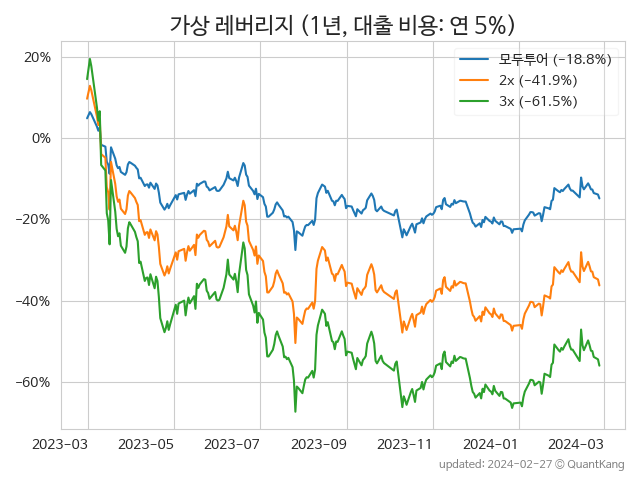 가상 레버리지 (1년, 대출 비용: 연 5%)
모두투어 (−18.8%)
2x (−41.9%)
3x (−61.5%)
20%
0%
−20%
−40%
−60%
2023-03 2023-05 2023-07 2023-09 2023-11 2024-01 2024-03
updated: 2024-02-27 © QuantKang